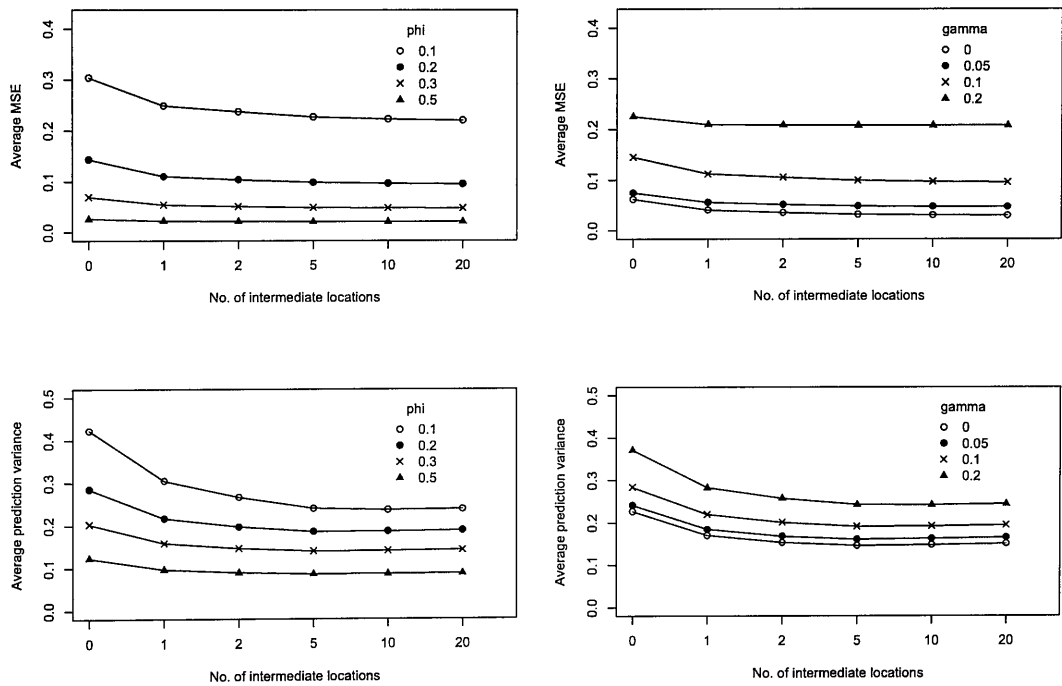 phi
0.1
0.2
0.3
0.5
Average MSE
0.0 0.1 0.2 0.3 0.4
0 1 2 5 10 20
No. of intermediate locations
gamma
0
0.05
0.1
0.2
Average MSE
0.0 0.1 0.2 0.3 0.4
0 1 2 5 10 20
No. of intermediate locations
phi
0.1
0.2
0.3
0.5
Average prediction variance
0.0 0.1 0.2 0.3 0.4 0.5
0 1 2 5 10 20
No. of intermediate locations
gamma
0
0.05
0.1
0.2
Average prediction variance
0.0 0.1 0.2 0.3 0.4 0.5
0 1 2 5 10 20
No. of intermediate locations